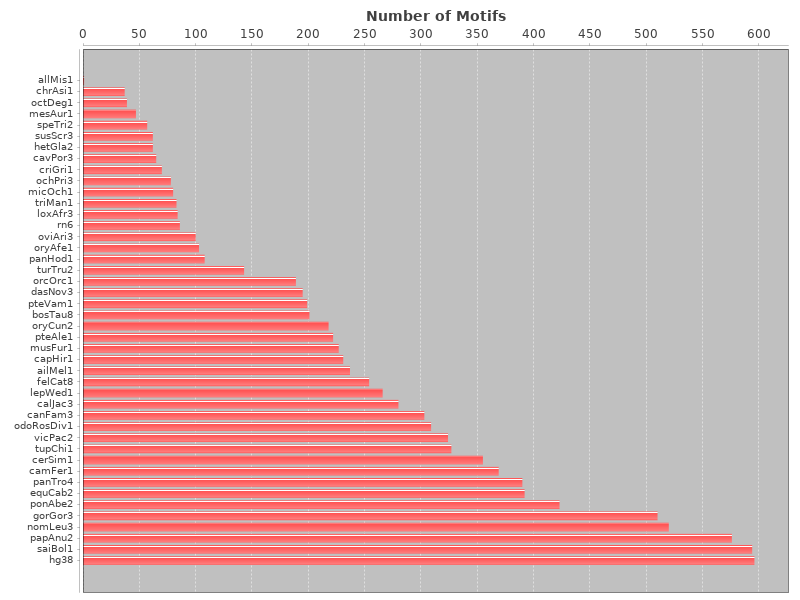 Number of Motifs
0 50 100 150 200 250 300 350 400 450 500 550 600
allMis1
chrAsi1
octDeg1
mesAur1
speTri2
susScr3
hetGla2
cavPor3
criGri1
ochPri3
micOch1
triMan1
loxAfr3
rn6
oviAri3
oryAfe1
panHod1
turTru2
orcOrc1
dasNov3
pteVam1
bosTau8
oryCun2
pteAle1
musFur1
capHir1
ailMel1
felCat8
lepWed1
calJac3
canFam3
odoRosDiv1
vicPac2
tupChi1
cerSim1
camFer1
panTro4
equCab2
ponAbe2
gorGor3
nomLeu3
papAnu2
saiBol1
hg38